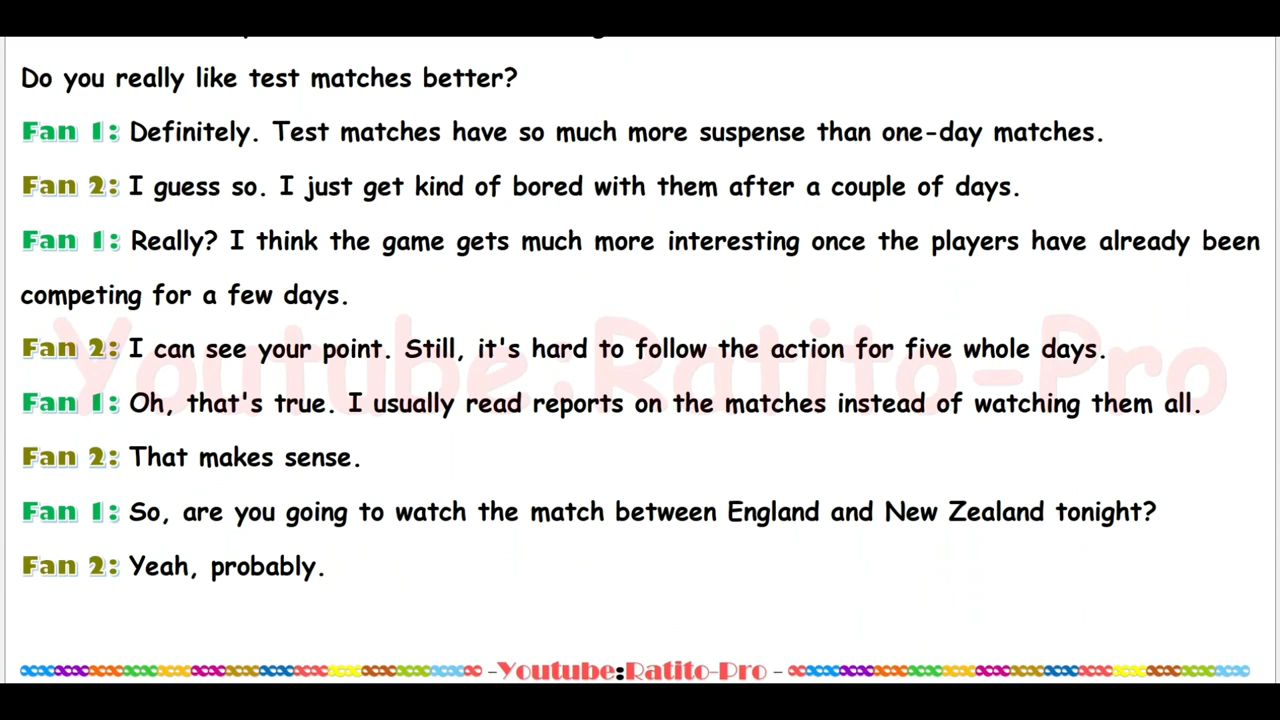 Do you really like test matches better?
Fan 1: Definitely. Test matches have so much more suspense than one-day matches.
Fan 2: I guess so. I just get kind of bored with them after a couple of days.
Fan 1: Really? I think the game gets much more interesting once the players have already been
competing for a few days.
Fan 2: I can see your point. Still, it's hard to follow the action for five whole days.
Youtube:Ratito-Pro
Fan 1: Oh, that's true. I usually read reports on the matches instead of watching them all.
Fan 2: That makes sense.
Fan 1: So, are you going to watch the match between England and New Zealand tonight?
Fan 2: Yeah, probably.
-Youtube:Ratito-Pro -